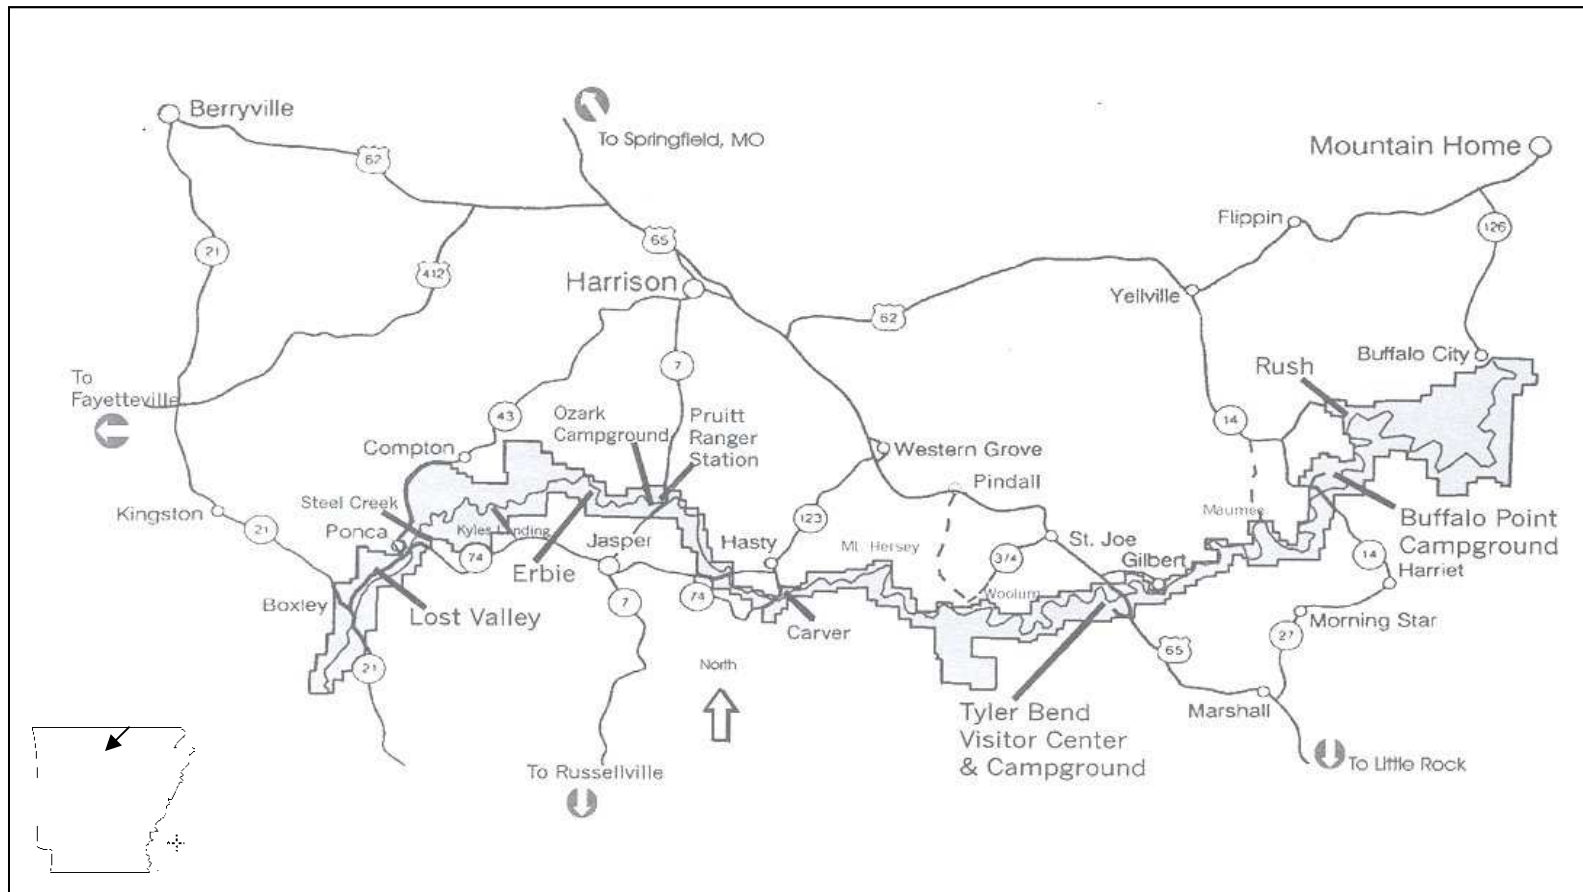 Berryville
62
To Springfield, MO
Mountain Home
Flippin
126
21
65
412
Harrison
Yellville
62
Buffalo City
Rush
To
Fayetteville
7
43
Ozark
Campground
Pruitt
Ranger
Station
14
Compton
Western Grove
Pindall
Steel Creek
Kingston
21
Ponca
Kyles Landing
74
Jasper
Hasty
123
Mt. Hersey
374
St. Joe
Maumee
Gilbert
Buffalo Point
Campground
14
Harriet
Erbie
Boxley
Lost Valley
7
74
Carver
Woolum
Morning Star
27
65
21
North
Marshall
Tyler Bend
Visitor Center
& Campground
To Russellville
To Little Rock